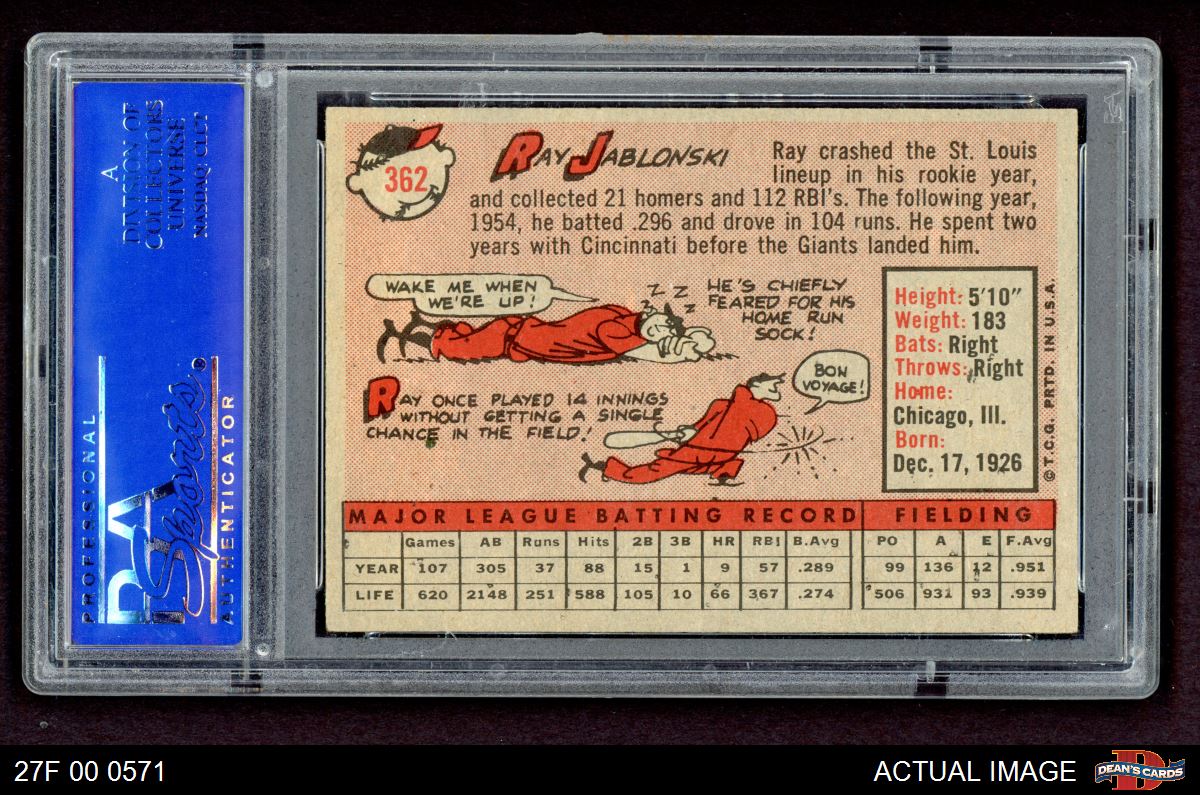 A
DIVISION OF
COLLECTORS
UNIVERSE
NASDAQ: CLCT
PROFESSIONAL
PSA
Sports
AUTHENTICATOR
®
362
RAY JABLONSKI
Ray crashed the St. Louis
lineup in his rookie year,
and collected 21 homers and 112 RBI's. The following year,
1954, he batted .296 and drove in 104 runs. He spent two
years with Cincinnati before the Giants landed him.
WAKE ME WHEN
WE'RE UP!
Z Z
Z
HE'S CHIEFLY
FEARED FOR HIS
HOME RUN
SOCK!
RAY ONCE PLAYED 14 INNINGS
WITHOUT GETTING A SINGLE
CHANCE IN THE FIELD!
BON
VOYAGE!
Height: 5'10"
Weight: 183
Bats: Right
Throws: Right
Home:
Chicago, Ill.
Born:
Dec. 17, 1926
© T.C.G. PRTD. IN U.S.A.
MAJOR LEAGUE BATTING RECORD FIELDING
Games AB Runs Hits 2B 3B HR RBI B.Avg PO A E F.Avg
YEAR 107 305 37 88 15 1 9 57 .289 99 136 12 .951
LIFE 620 2148 251 588 105 10 66 367 .274 506 931 93 .939
27F 00 0571
ACTUAL IMAGE
D
DEAN'S CARDS